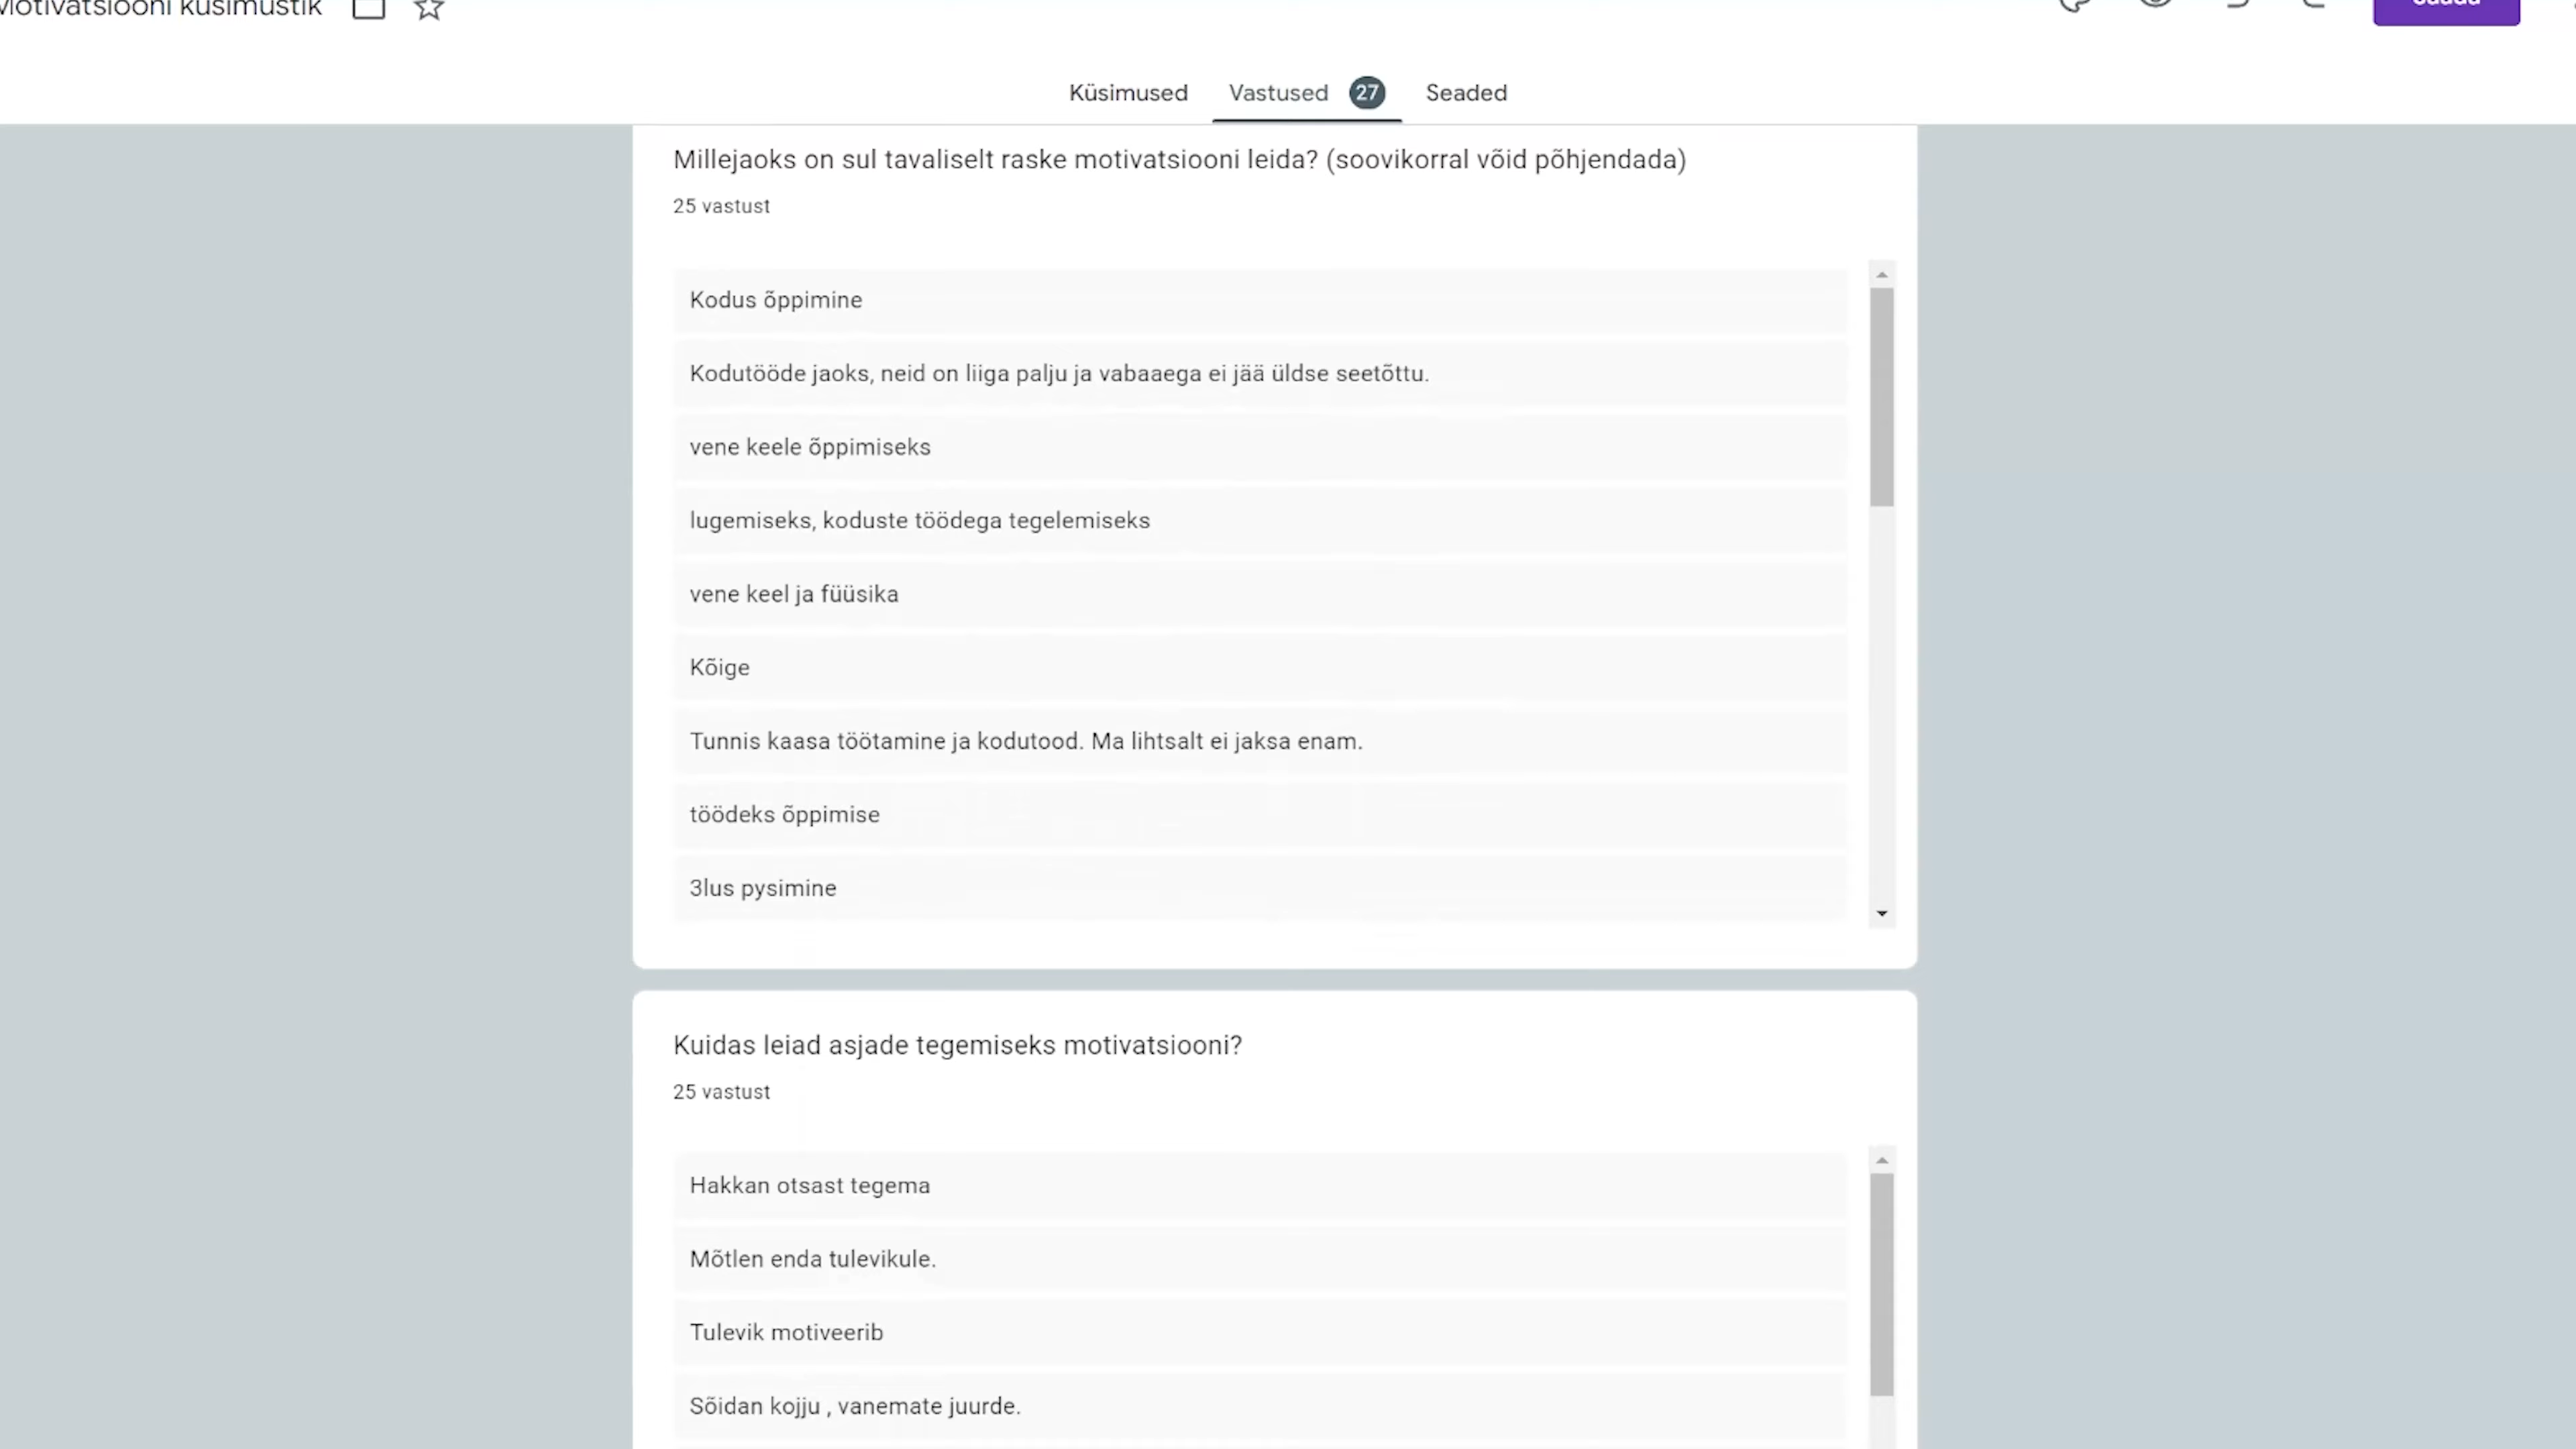 Motivatsiooni küsimustik
Saada
Küsimused Vastused 27 Seaded
Millejaoks on sul tavaliselt raske motivatsiooni leida? (soovikorral võid põhjendada)
25 vastust
Kodus õppimine
Kodutööde jaoks, neid on liiga palju ja vabaaega ei jää üldse seetõttu.
vene keele õppimiseks
lugemiseks, koduste töödega tegelemiseks
vene keel ja füüsika
Kõige
Tunnis kaasa töötamine ja kodutood. Ma lihtsalt ei jaksa enam.
töödeks õppimise
3lus pysimine
Kuidas leiad asjade tegemiseks motivatsiooni?
25 vastust
Hakkan otsast tegema
Mõtlen enda tulevikule.
Tulevik motiveerib
Sõidan kojju , vanemate juurde.